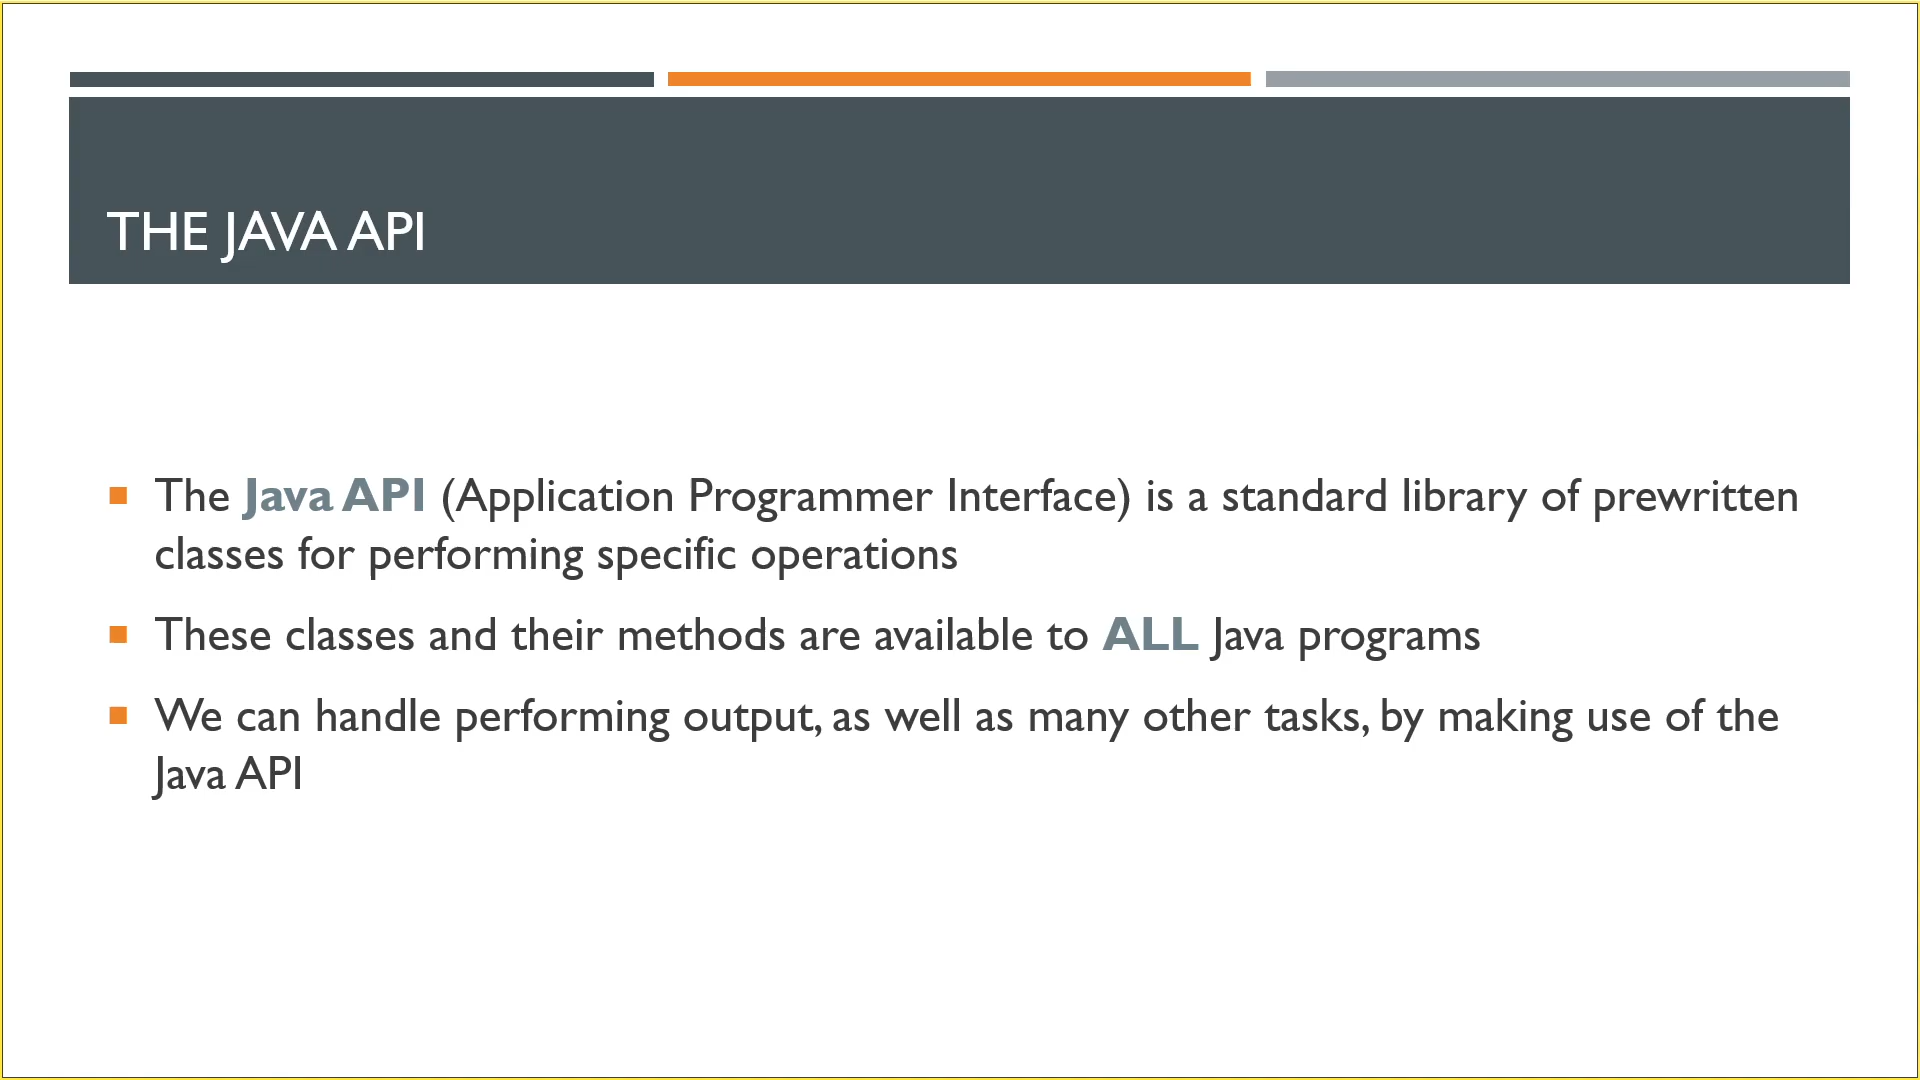 THE JAVA API
The Java API (Application Programmer Interface) is a standard library of prewritten
classes for performing specific operations
These classes and their methods are available to ALL Java programs
We can handle performing output, as well as many other tasks, by making use of the
Java API